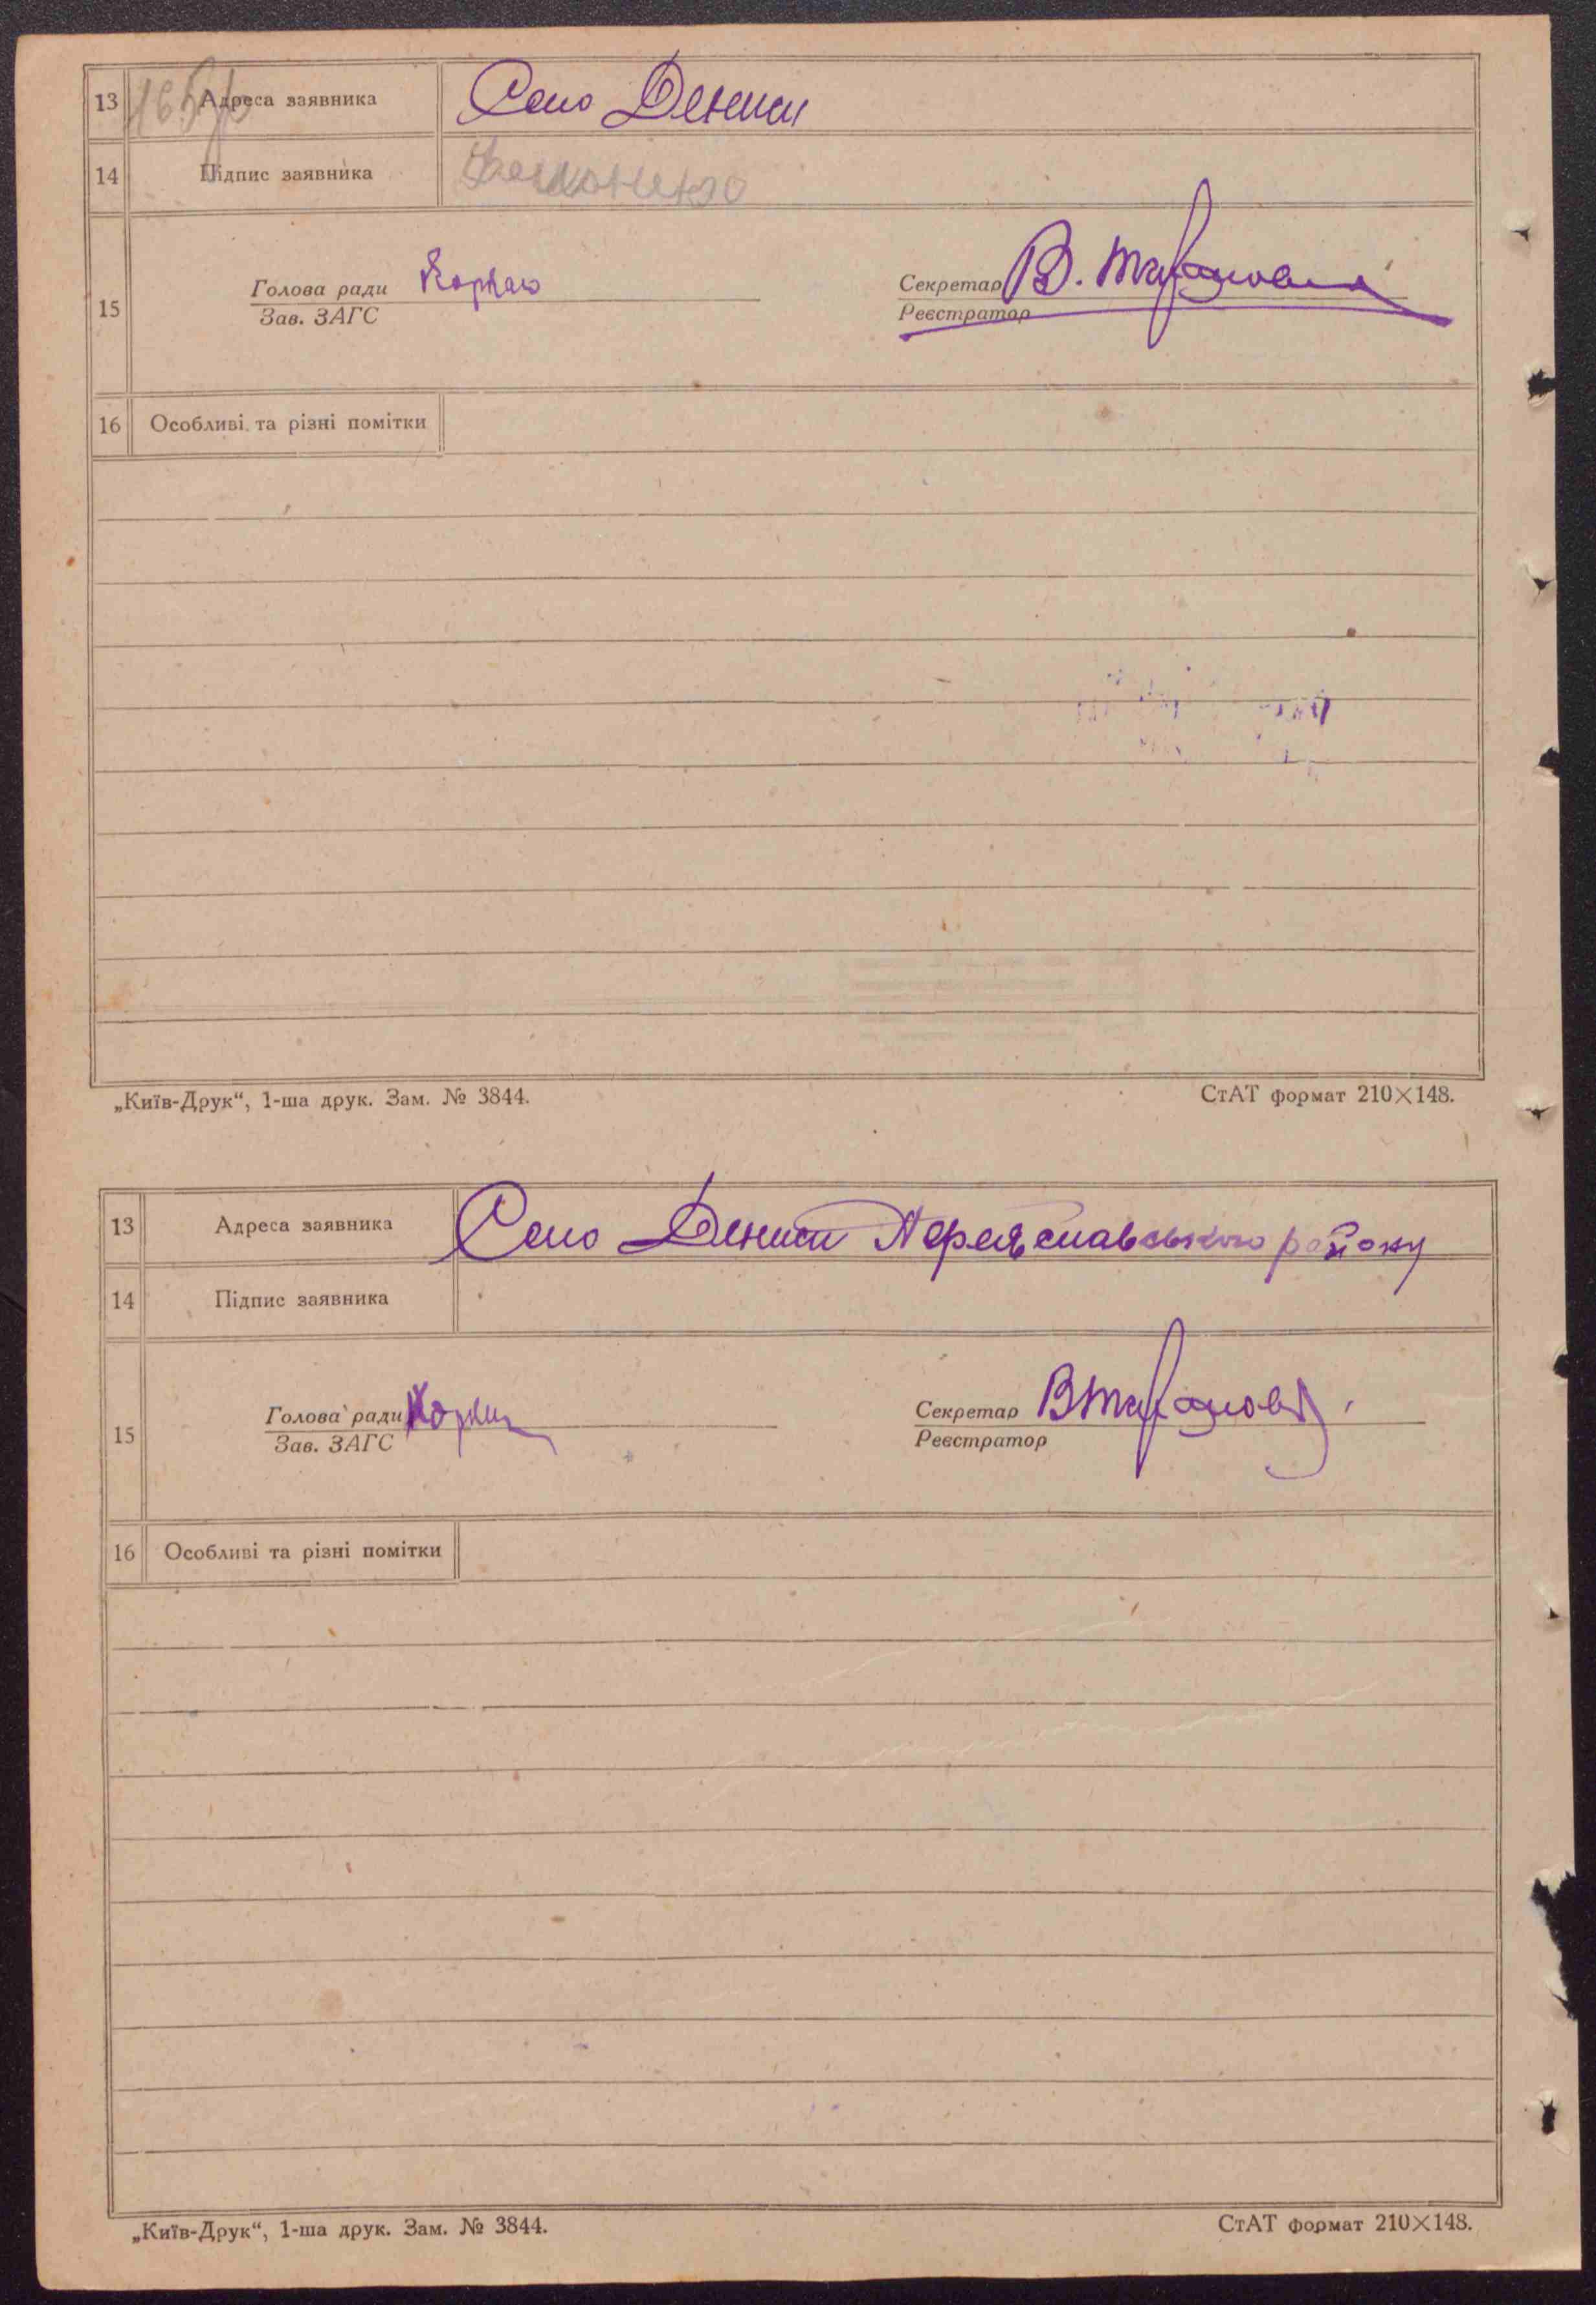 13 Адреса заявника Село Дениси
14 Підпис заявника
15 Голова ради Секретар В.
Зав. ЗАГС Реєстратор
16 Особливі та різні помітки
„Київ-Друк“, 1-ша друк. Зам. № 3844. СтАТ формат 210×148.
13 Адреса заявника Село Дениси Переяславського району
14 Підпис заявника
15 Голова ради Секретар
Зав. ЗАГС Реєстратор
16 Особливі та різні помітки
„Київ-Друк“, 1-ша друк. Зам. № 3844. СтАТ формат 210×148.